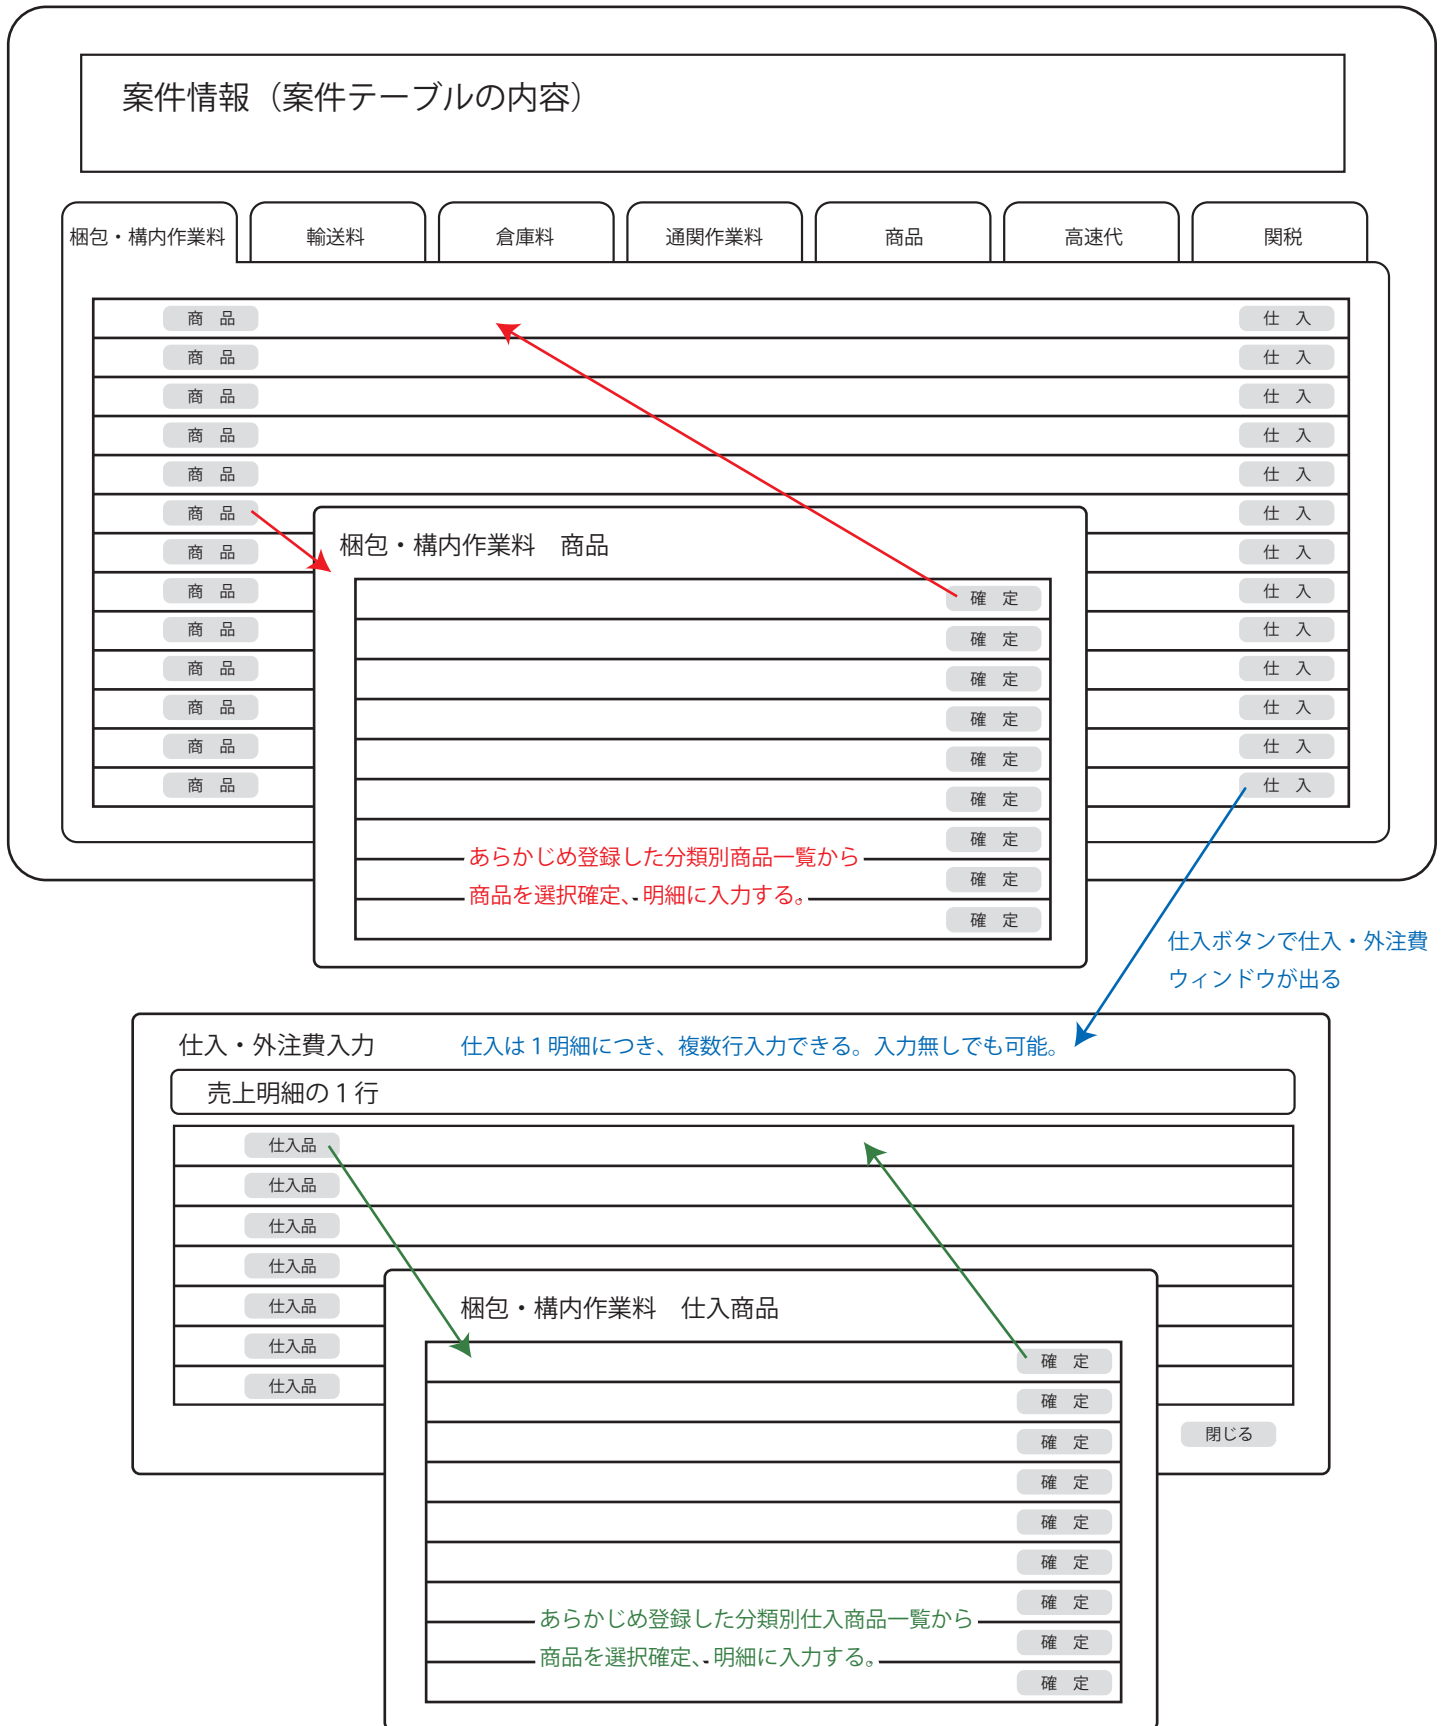 案件情報（案件テーブルの内容）
梱包・構内作業料　輸送料　倉庫料　通関作業料　商品　高速代　関税
商　品　仕　入
商　品　仕　入
商　品　仕　入
商　品　仕　入
商　品　仕　入
商　品　仕　入
梱包・構内作業料　商品
商　品　仕　入
商　品　確　定　仕　入
商　品　確　定　仕　入
商　品　確　定　仕　入
商　品　確　定　仕　入
商　品　確　定　仕　入
商　品　確　定　仕　入
確　定
あらかじめ登録した分類別商品一覧から
商品を選択確定、明細に入力する。
確　定
確　定
仕入ボタンで仕入・外注費
ウィンドウが出る
仕入・外注費入力　仕入は１明細につき、複数行入力できる。入力無しでも可能。
売上明細の１行
仕入品
仕入品
仕入品
仕入品
仕入品
仕入品
仕入品
梱包・構内作業料　仕入商品
確　定
確　定
閉じる
確　定
確　定
確　定
確　定
確　定
あらかじめ登録した分類別仕入商品一覧から
確　定
商品を選択確定、明細に入力する。
確　定